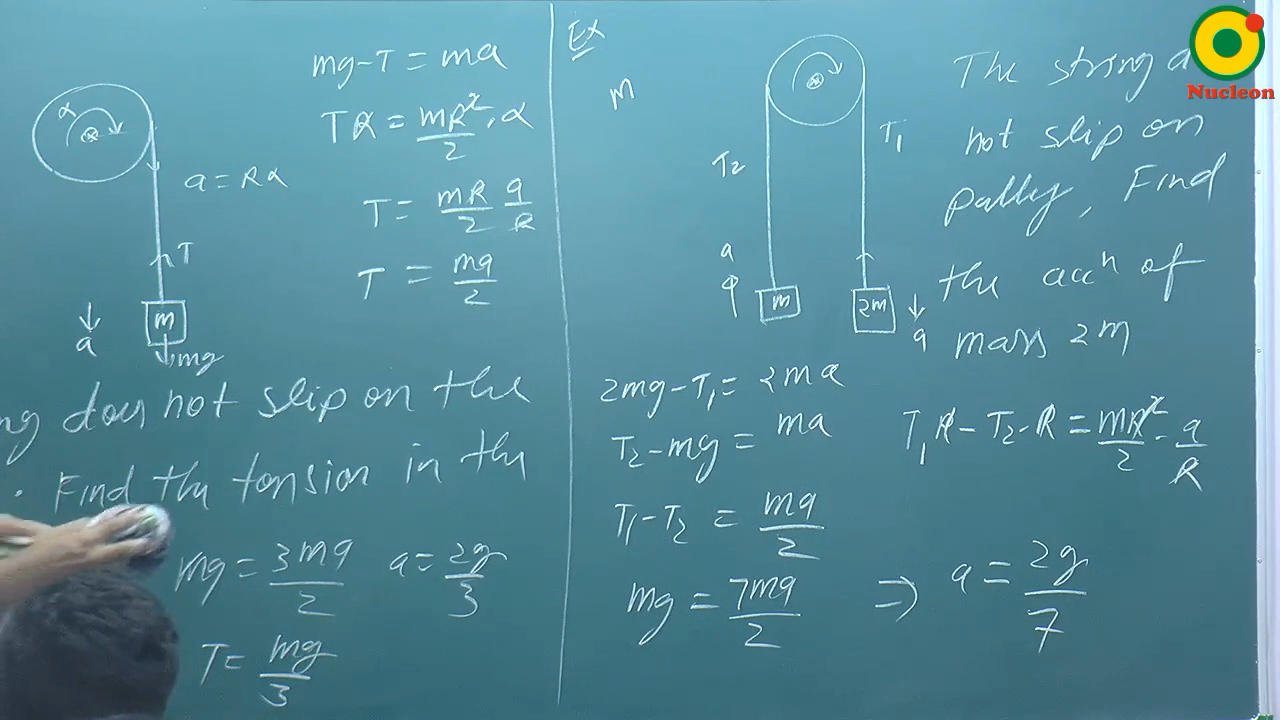 mg-T = ma
TR = mR²/2 . α
α
a = Rα
T = mR/2 a/R
T
T = ma/2
m
a
mg
ng does not slip on the
. Find the tension in the
mg = 3ma/2 a = 2g/3
T = mg/3
Ex
M
T₂
T₁
a
m
2m
a
The string
not slip on
pulley, Find
the accⁿ of
mass 2m
2mg-T₁ = 2ma
T₂-mg = ma
T₁R - T₂-R = mR²/2 - a/R
T₁-T₂ = ma/2
mg = 7ma/2 ⇒ a = 2g/7
Nucleon